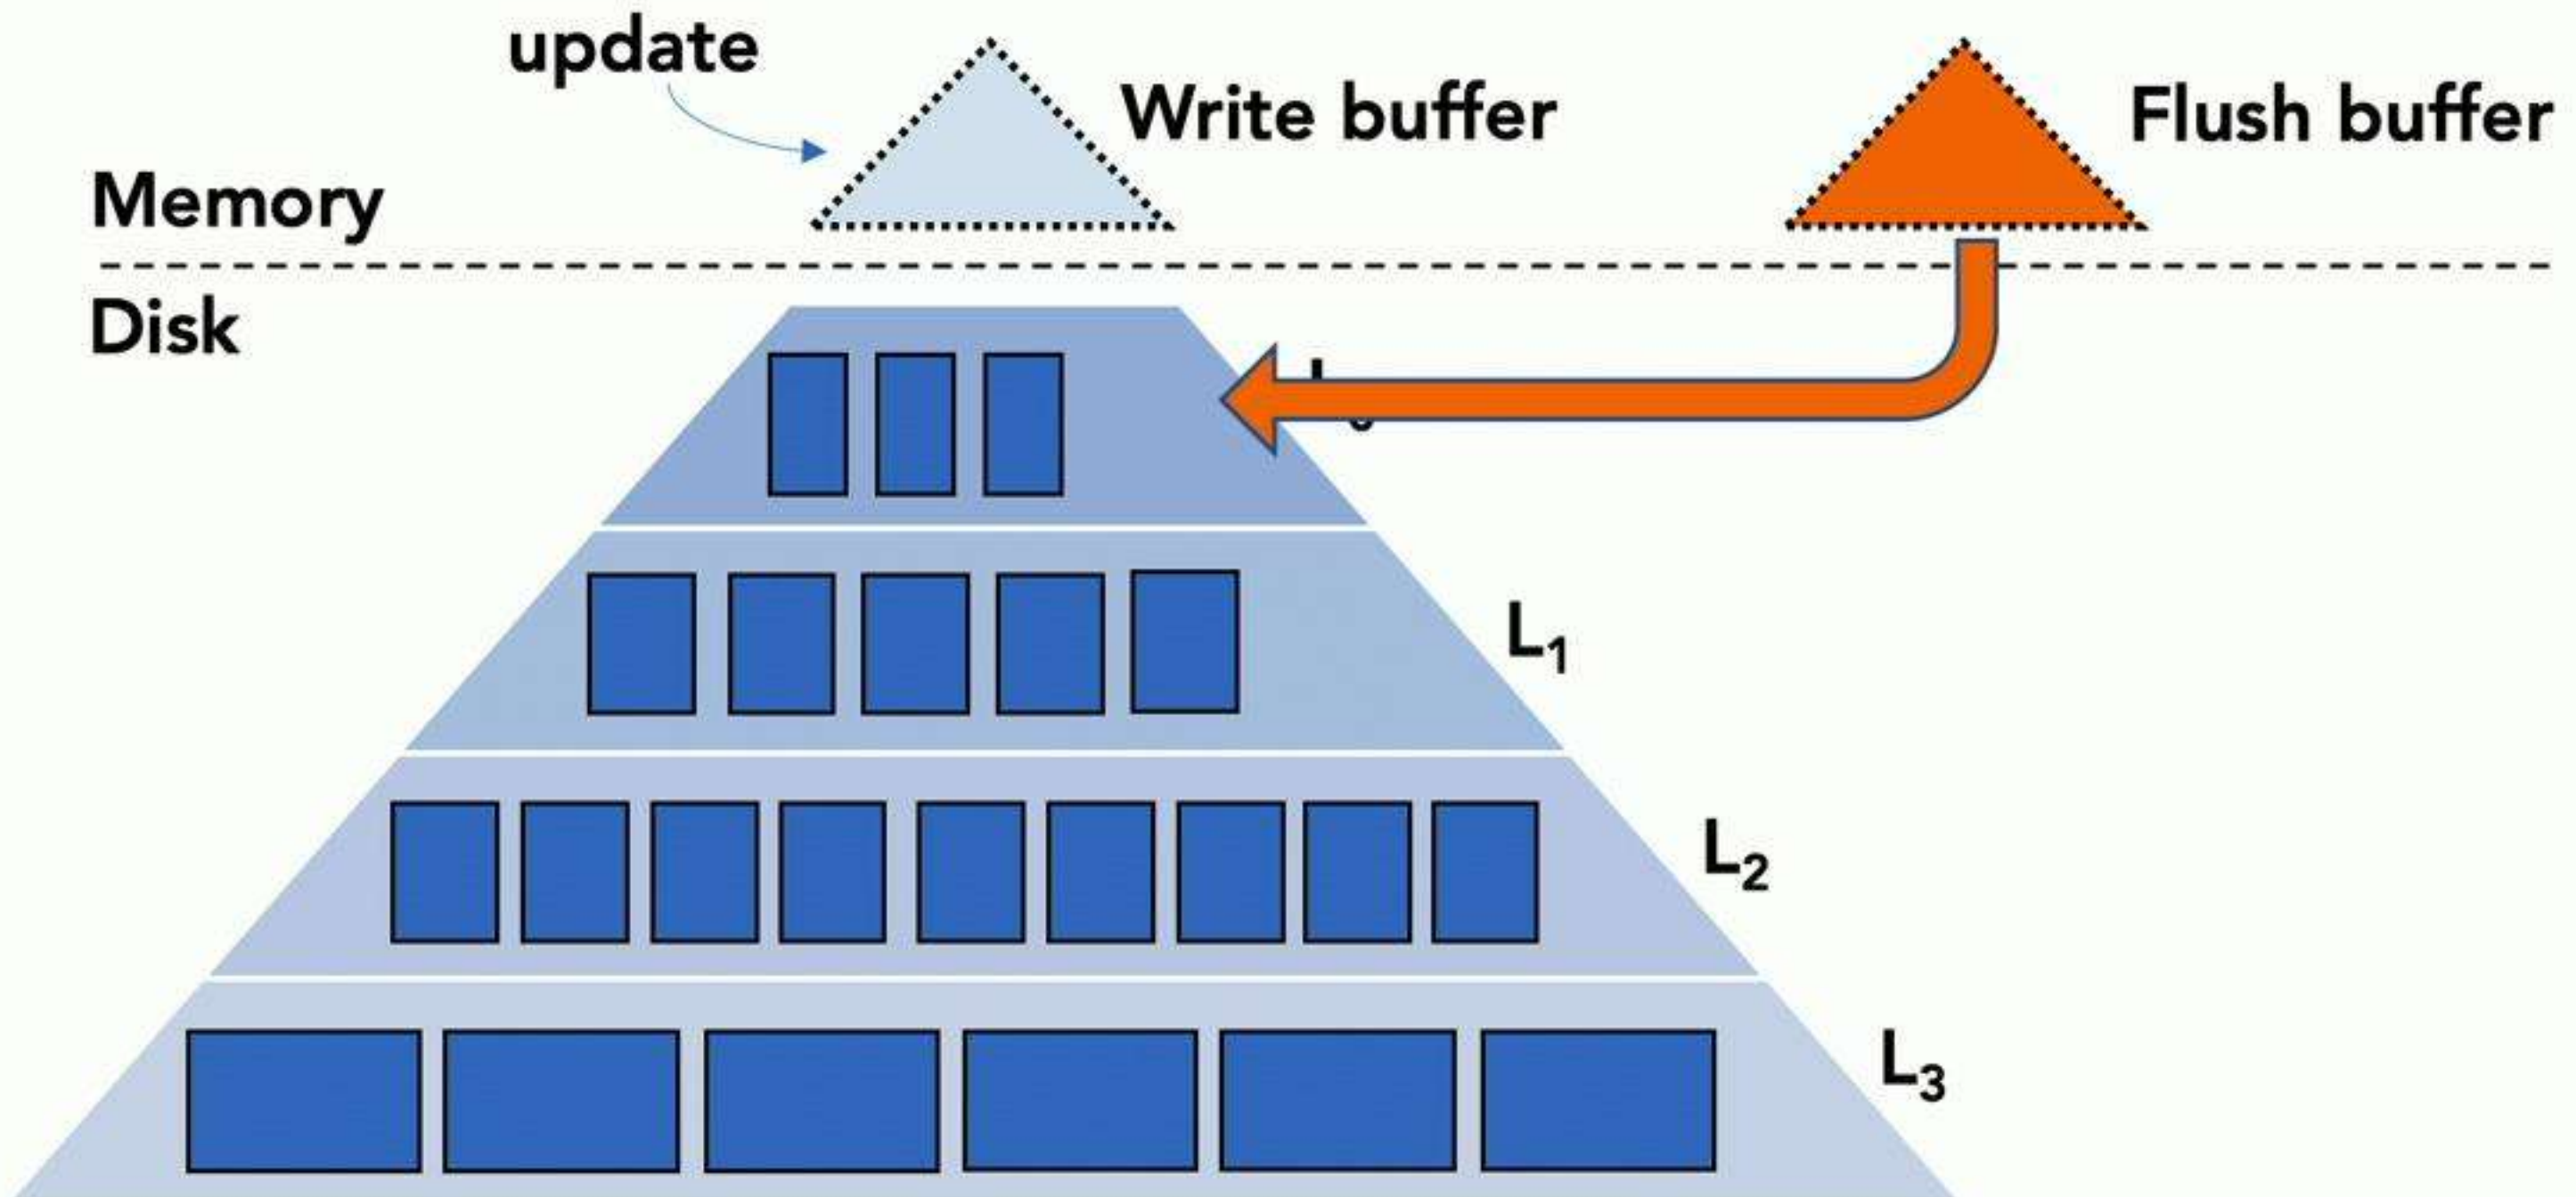 update
Write buffer
Flush buffer
Memory
Disk
L₁
L₂
L₃